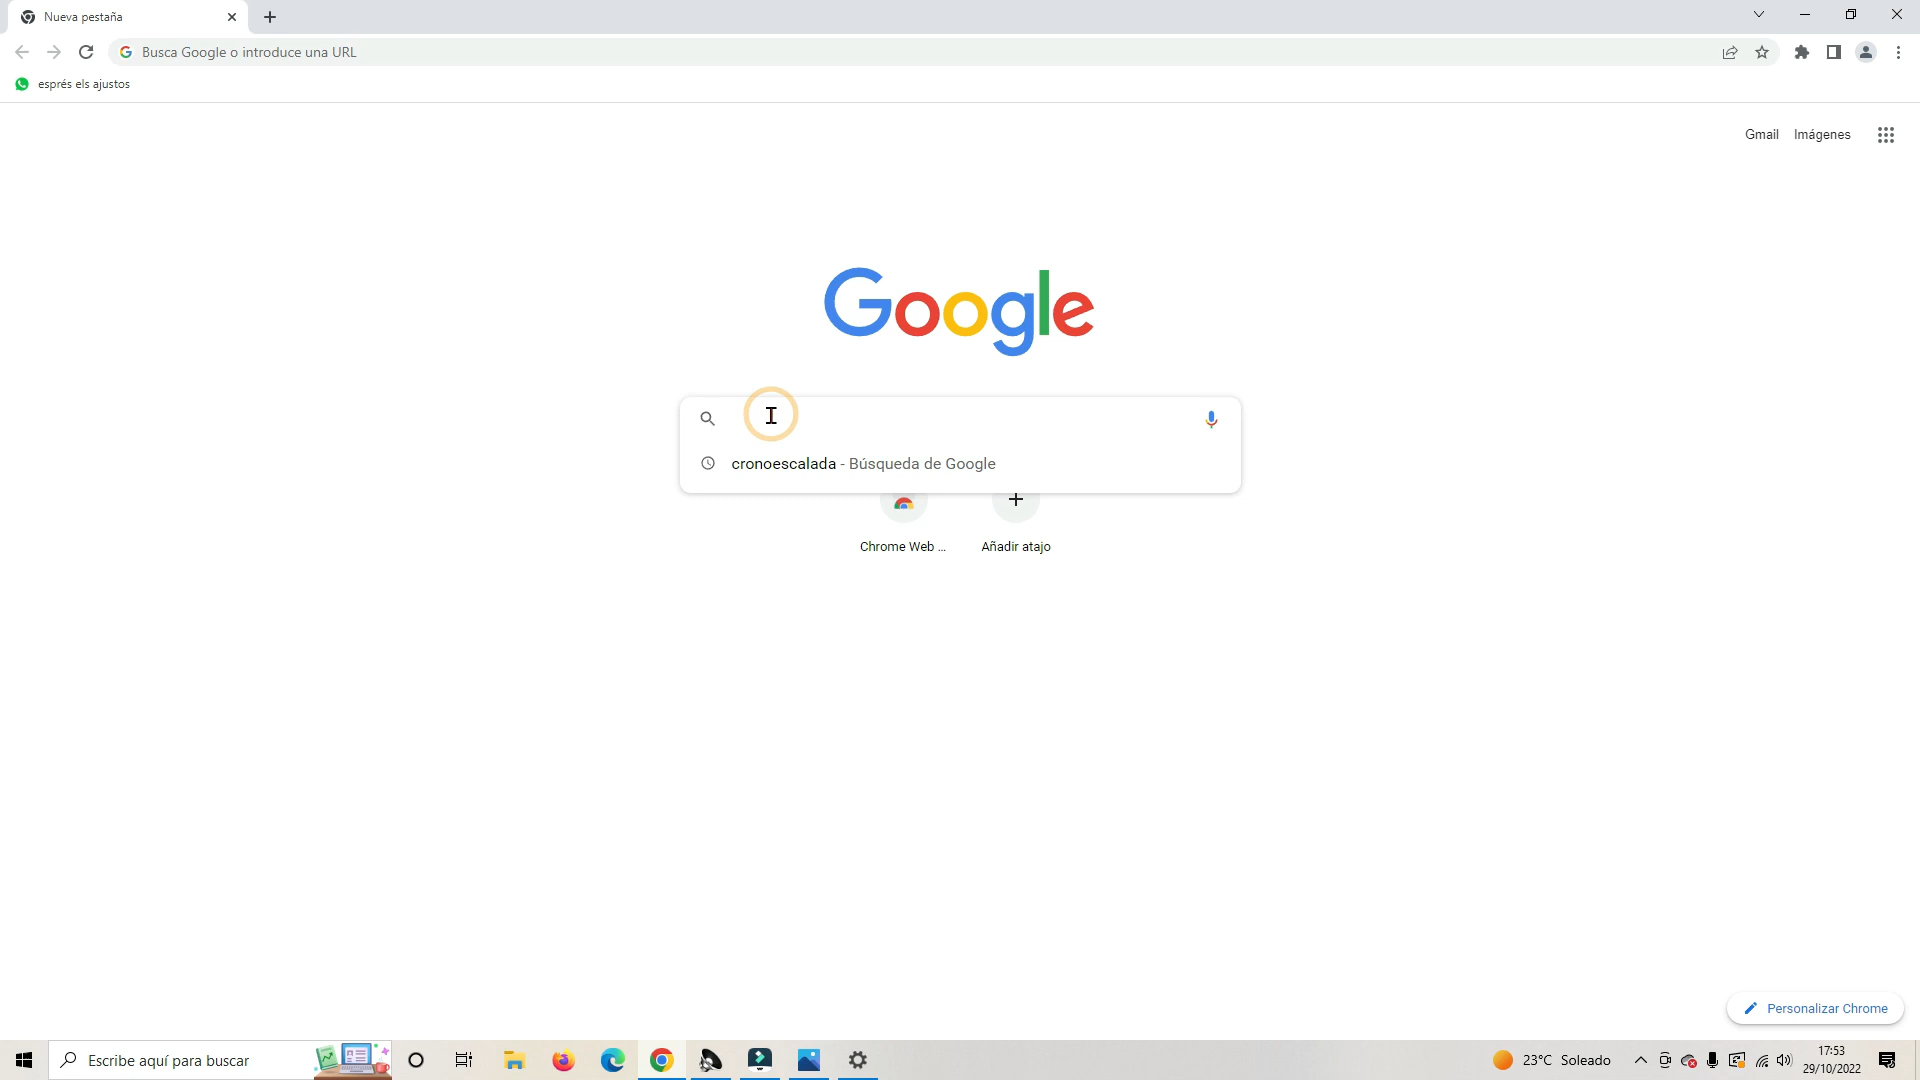 Nueva pestaña
Busca Google o introduce una URL
esprés els ajustos
Gmail Imágenes
Google
cronoescalada - Búsqueda de Google
Chrome Web ... Añadir atajo
Personalizar Chrome
Escribe aquí para buscar
23°C Soleado
17:53
29/10/2022